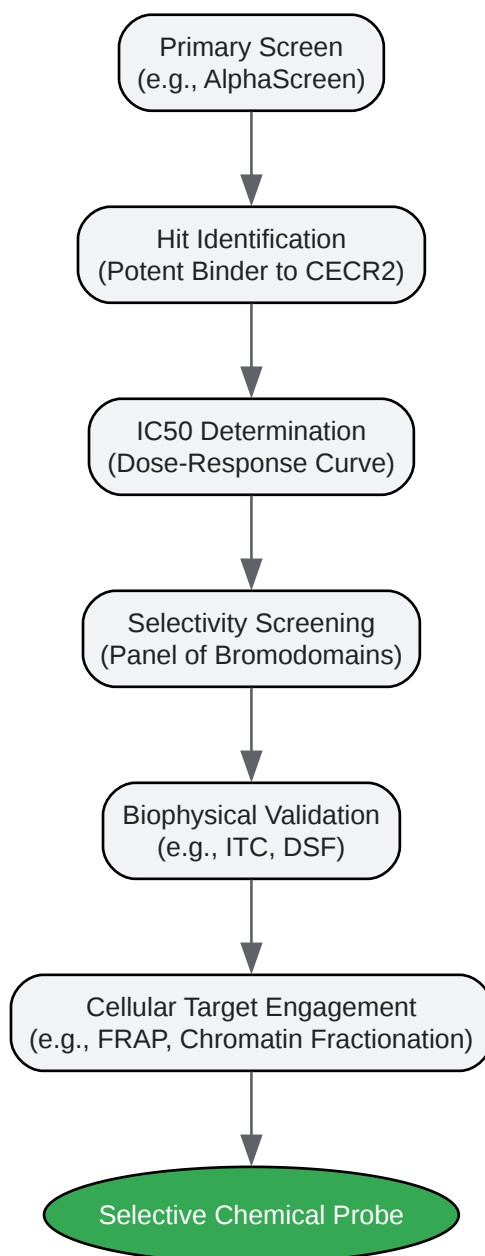 Primary Screen
(e.g., AlphaScreen)
Hit Identification
(Potent Binder to CECR2)
IC50 Determination
(Dose-Response Curve)
Selectivity Screening
(Panel of Bromodomains)
Biophysical Validation
(e.g., ITC, DSF)
Cellular Target Engagement
(e.g., FRAP, Chromatin Fractionation)
Selective Chemical Probe